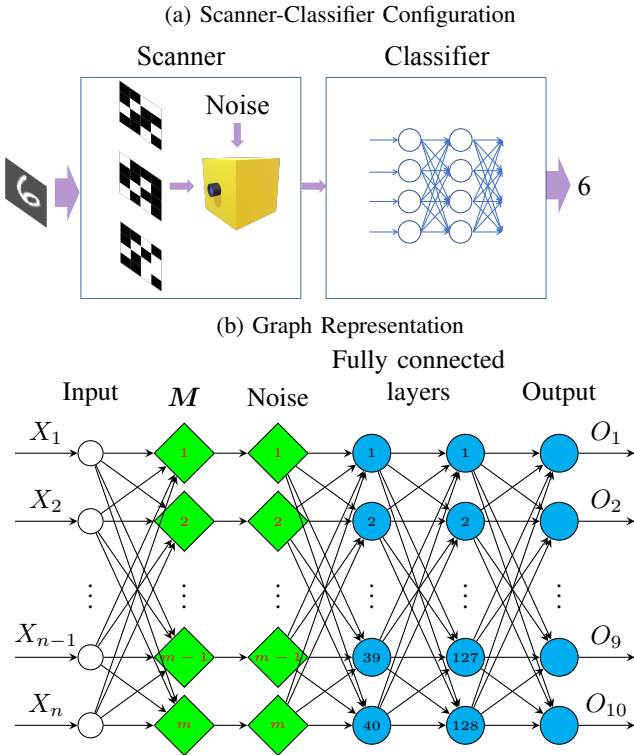 (a) Scanner-Classifier Configuration
Scanner
Classifier
Noise
6
6
(b) Graph Representation
Fully connected
layers
Input
M
Noise
Output
X1
1
1
1
1
O1
X2
2
2
2
2
O2
⋮ ⋮ ⋮ ⋮
Xn−1
m − 1
m − 1
39
127
O9
Xn
m
m
40
128
O10